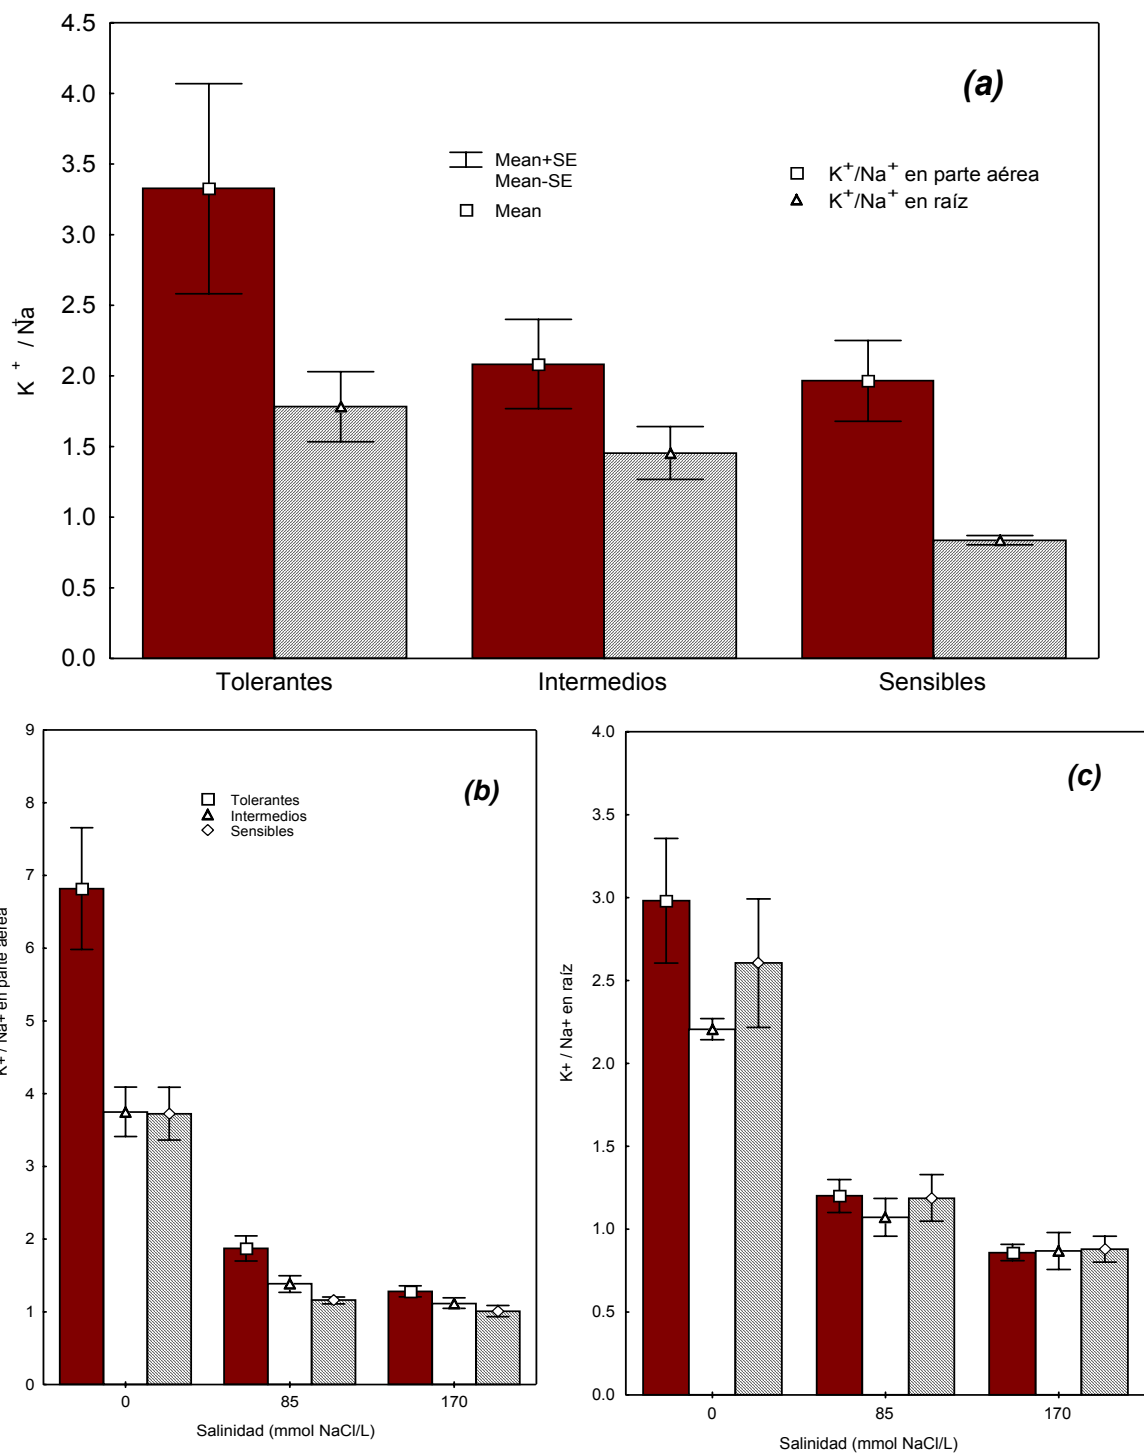 4.5
(a)
4.0
3.5
Mean+SE
Mean-SE
Mean
K+/Na+ en parte aérea
K+/Na+ en raíz
3.0
2.5
K+ / Na+
2.0
1.5
1.0
0.5
0.0
Tolerantes Intermedios Sensibles
9
(b)
Tolerantes
Intermedios
Sensibles
8
7
6
5
4
3
2
1
0
K+ / Na+ en parte aérea
0 85 170
Salinidad (mmol NaCl/L)
4.0
(c)
3.5
3.0
2.5
2.0
1.5
1.0
0.5
0.0
K+ / Na+ en raíz
0 85 170
Salinidad (mmol NaCl/L)